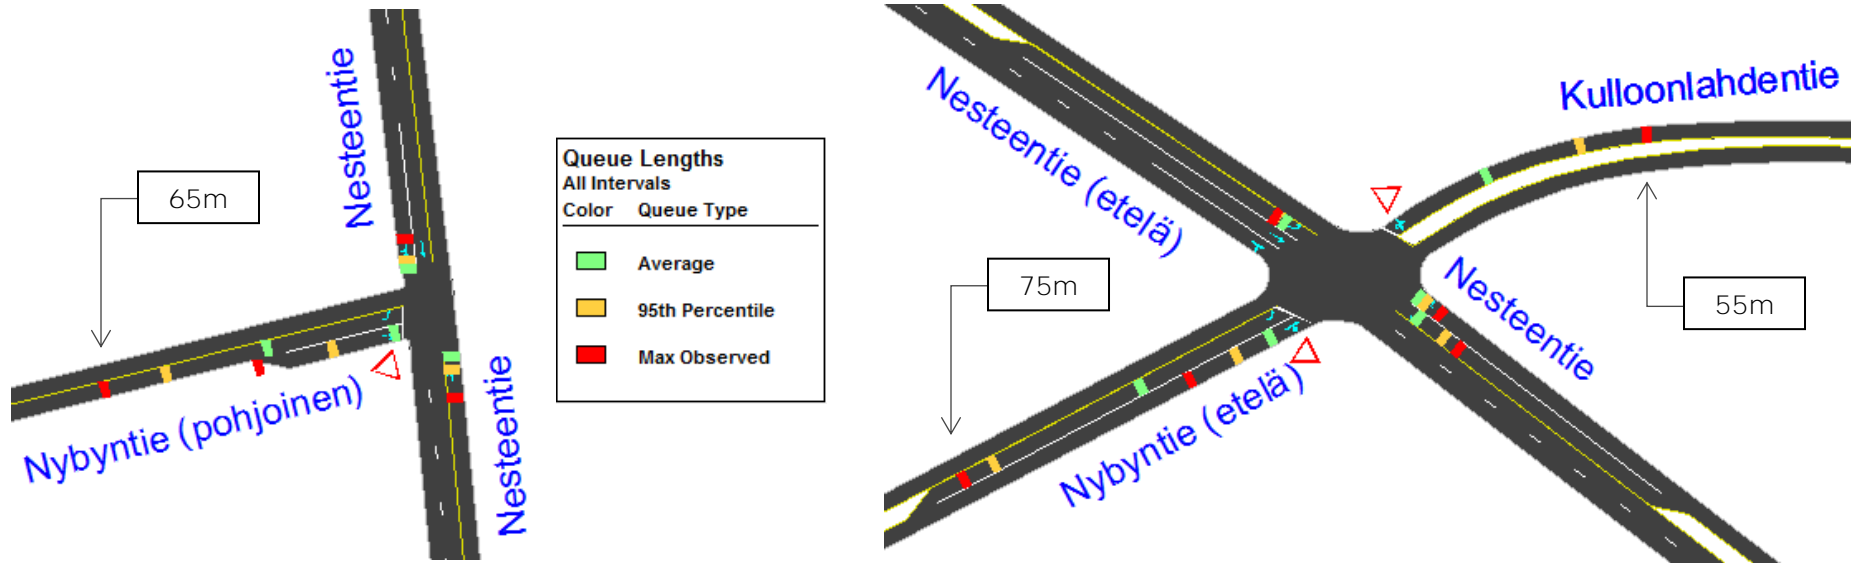 Nesteentie
65m
Nybyntie (pohjoinen)
Nesteentie
Queue Lengths
All Intervals
Color Queue Type
Average
95th Percentile
Max Observed
Nesteentie (etelä)
Kulloonlahdentie
75m
Nesteentie
55m
Nybyntie (etelä)